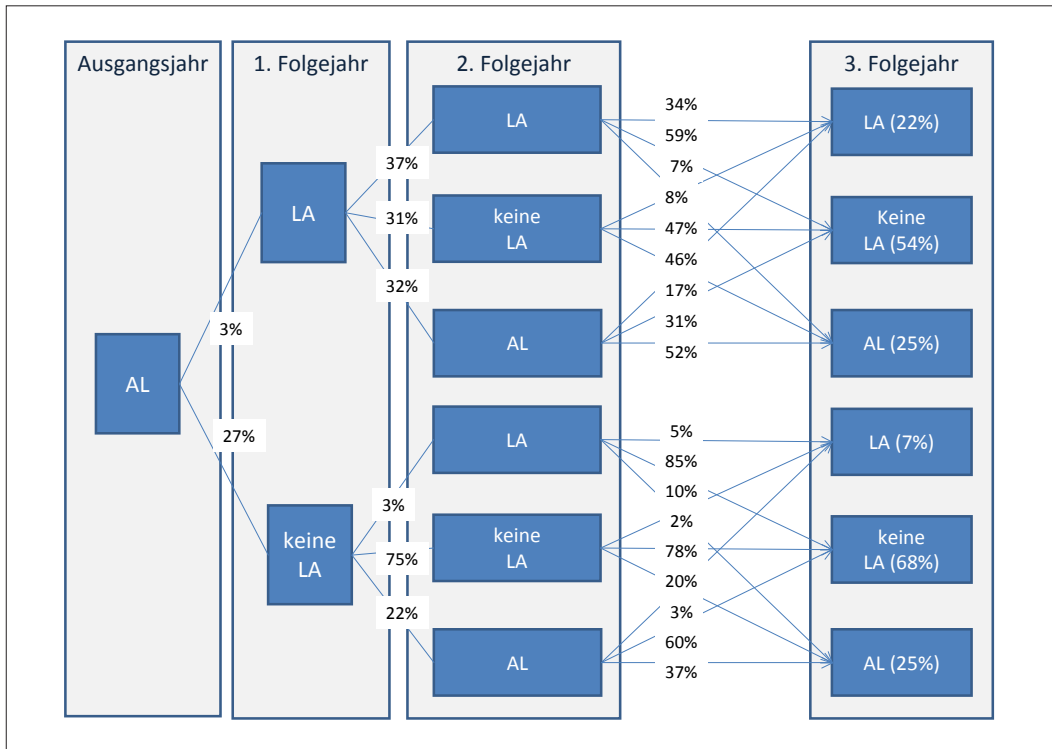 Ausgangsjahr
1. Folgejahr
2. Folgejahr
3. Folgejahr
AL
3%
27%
LA
keine
LA
37%
31%
32%
3%
75%
22%
LA
keine
LA
AL
LA
keine
LA
AL
34%
59%
7%
8%
47%
46%
17%
31%
52%
5%
85%
10%
2%
78%
20%
3%
60%
37%
LA (22%)
Keine
LA (54%)
AL (25%)
LA (7%)
keine
LA (68%)
AL (25%)